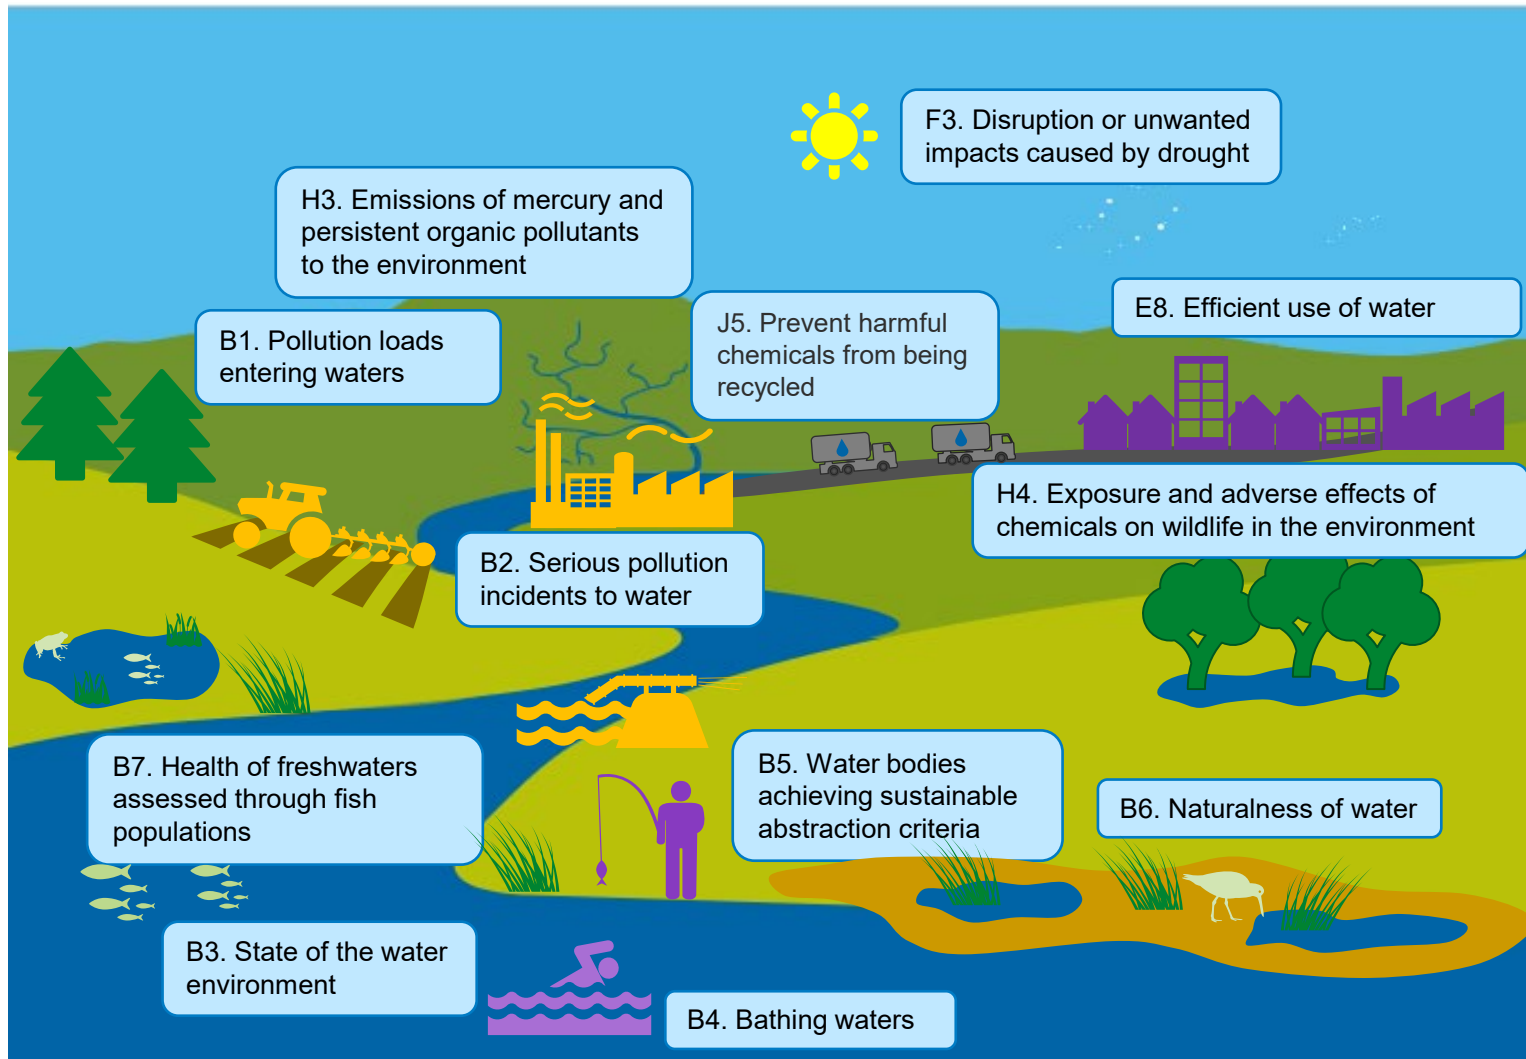 F3. Disruption or unwanted
impacts caused by drought
H3. Emissions of mercury and
persistent organic pollutants
to the environment
E8. Efficient use of water
J5. Prevent harmful
chemicals from being
recycled
B1. Pollution loads
entering waters
H4. Exposure and adverse effects of
chemicals on wildlife in the environment
B2. Serious pollution
incidents to water
B7. Health of freshwaters
assessed through fish
populations
B5. Water bodies
achieving sustainable
abstraction criteria
B6. Naturalness of water
B3. State of the water
environment
B4. Bathing waters